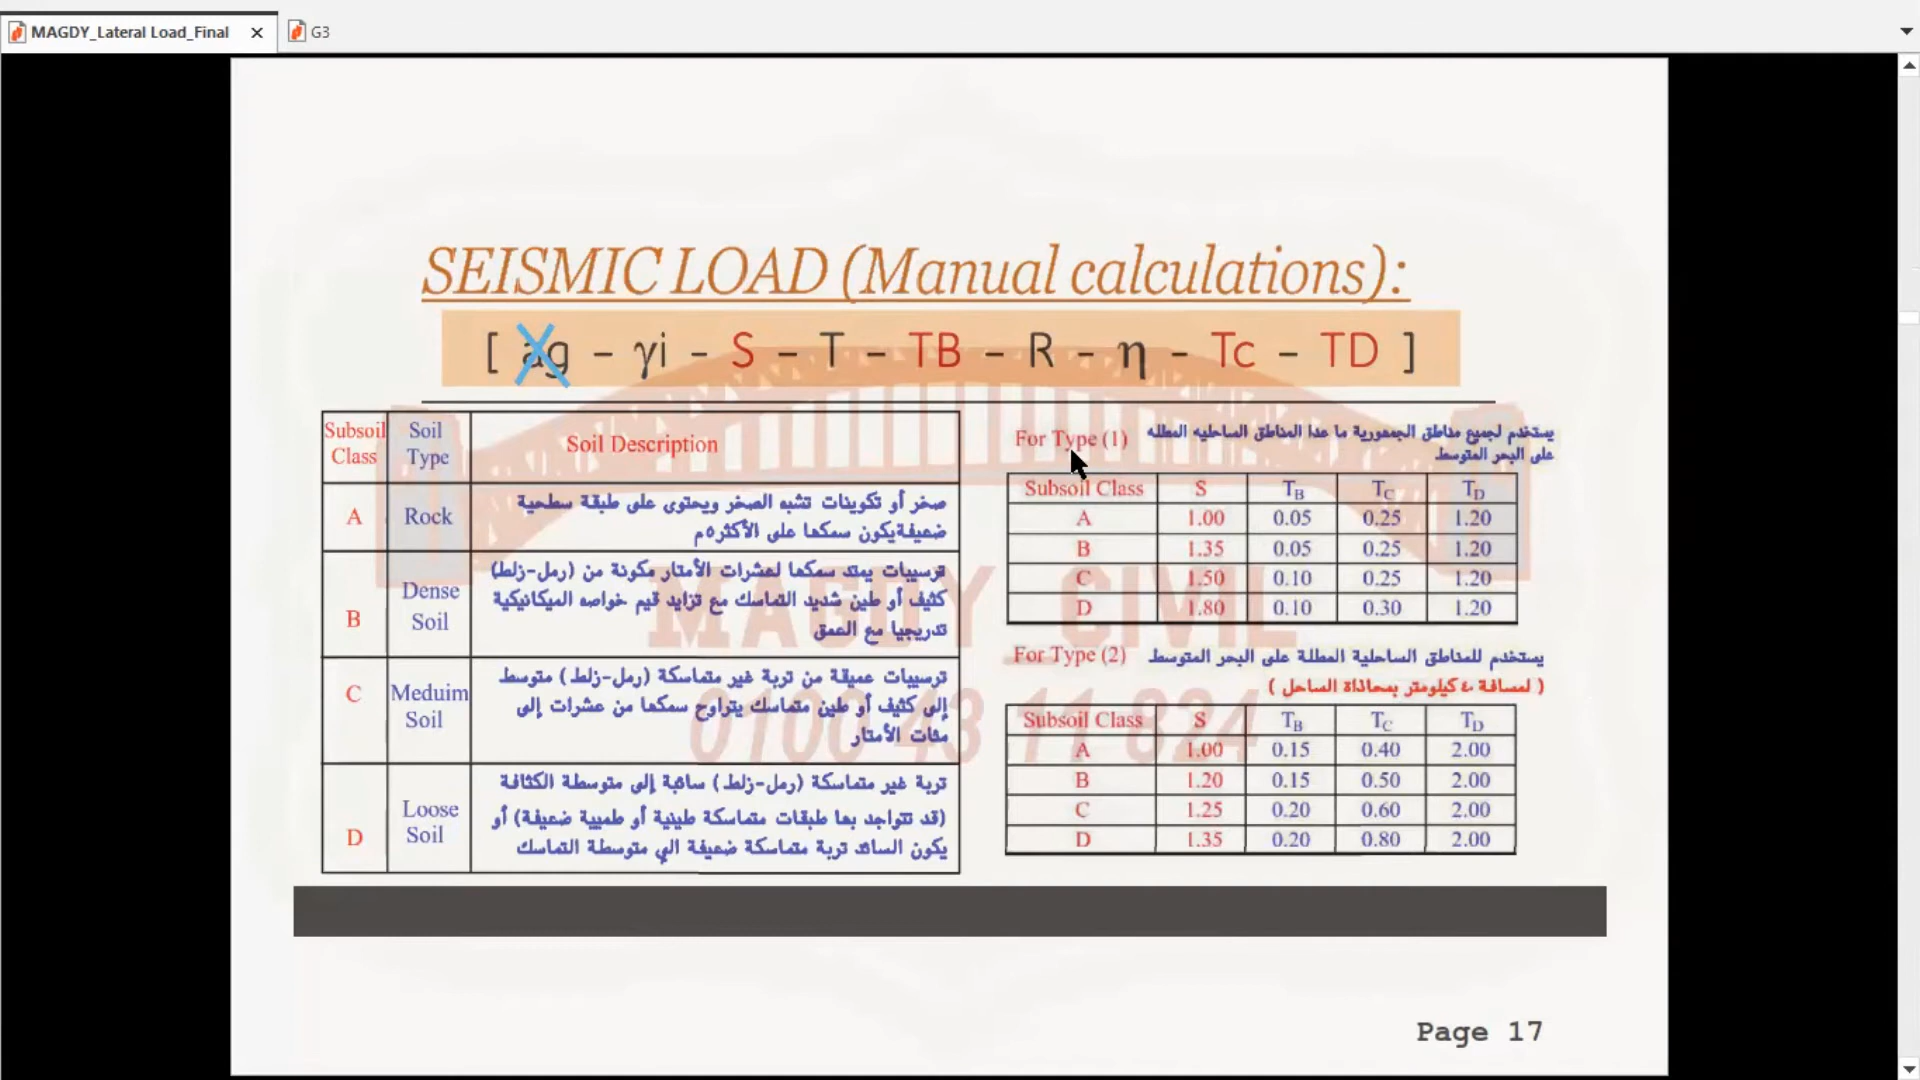 MAGDY_Lateral Load_Final
G3
SEISMIC LOAD (Manual calculations):
[ ag – γi – S – T – TB – R – η – Tc – TD ]
Subsoil Class Soil Type Soil Description
A Rock صخر أو تكوينات تشبه الصخر ويحتوى على طبقة سطحية
ضعيفةيكون سمكها على الأكثر٥م
B Dense Soil ترسيبات يمتد سمكها لعشرات الأمتار مكونة من (رمل-زلط)
كثيف أو طين شديد التماسك مع تزايد قيم خواصه الميكانيكية
تدريجيا مع العمق
C Meduim Soil ترسيبات عميقة من تربة غير متماسكة (رمل-زلط) متوسط
إلى كثيف أو طين متماسك يتراوح سمكها من عشرات إلى
مئات الأمتار
D Loose Soil تربة غير متماسكة (رمل-زلط) سائبة إلى متوسطة الكثافة
(قد تتواجد بها طبقات متماسكة طينية أو طميية ضعيفة) أو
يكون السائد تربة متماسكة ضعيفة الي متوسطة التماسك
For Type (1) يستخدم لجميع مناطق الجمهورية ما عدا المناطق الساحليه المطله
على البحر المتوسط
Subsoil Class S TB TC TD
A 1.00 0.05 0.25 1.20
B 1.35 0.05 0.25 1.20
C 1.50 0.10 0.25 1.20
D 1.80 0.10 0.30 1.20
For Type (2) يستخدم للمناطق الساحلية المطلة على البحر المتوسط
( لمسافة ٤٠ كيلومتر بمحاذاة الساحل )
Subsoil Class S TB TC TD
A 1.00 0.15 0.40 2.00
B 1.20 0.15 0.50 2.00
C 1.25 0.20 0.60 2.00
D 1.35 0.20 0.80 2.00
MAGDY CIVIL
0100 43 11 824
Page 17